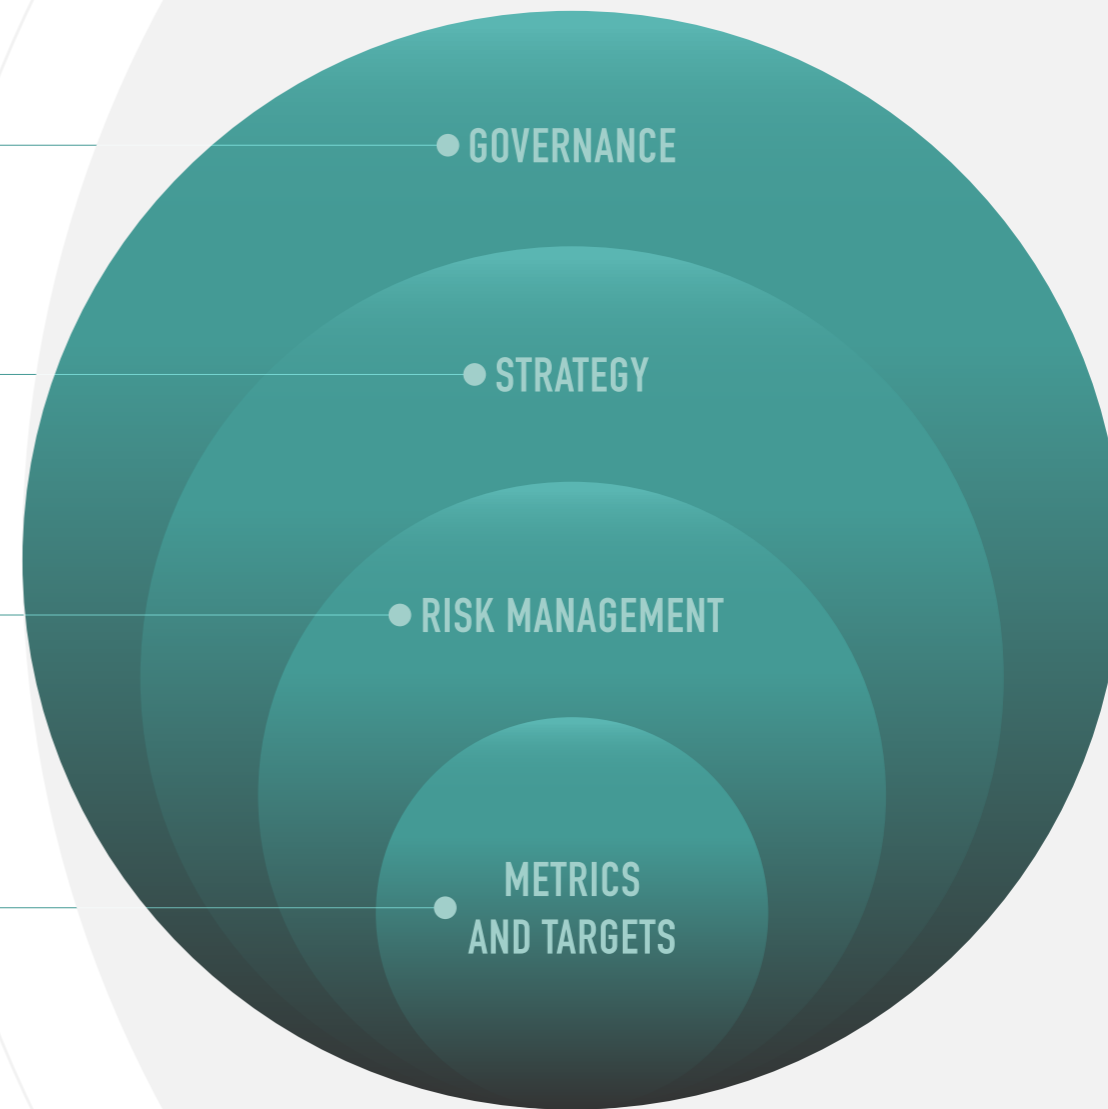 GOVERNANCE
STRATEGY
RISK MANAGEMENT
METRICS
AND TARGETS